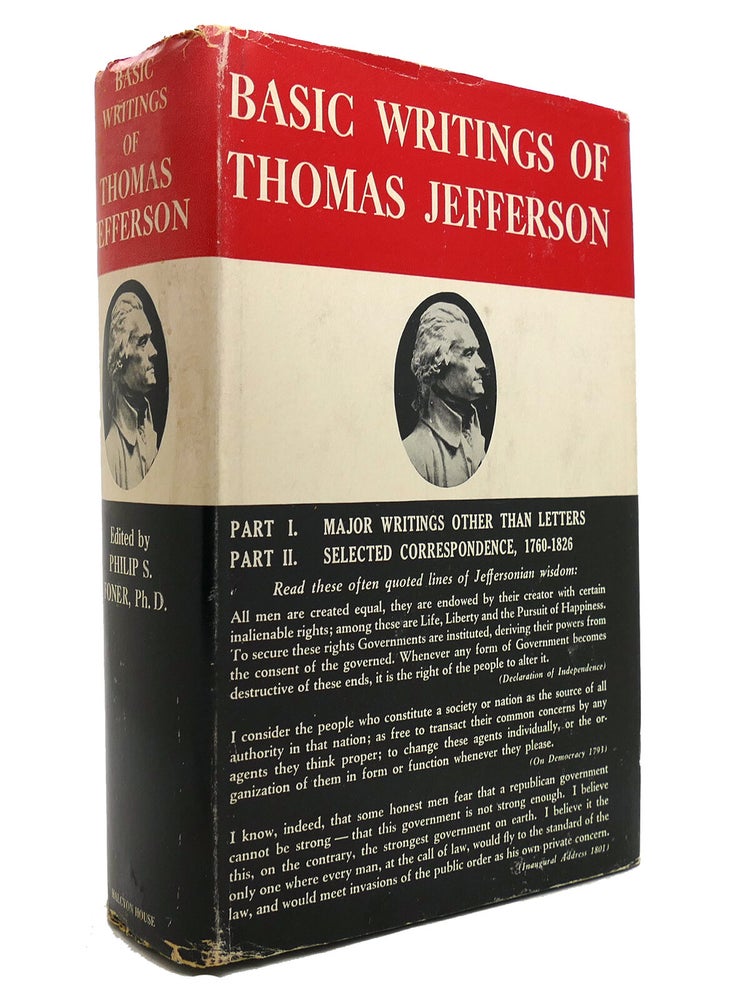 BASIC
WRITINGS
OF
THOMAS
JEFFERSON
Edited by
PHILIP S.
FONER, Ph.D.
HALCYON HOUSE
BASIC WRITINGS OF
THOMAS JEFFERSON
PART I. MAJOR WRITINGS OTHER THAN LETTERS
PART II. SELECTED CORRESPONDENCE, 1760-1826
Read these often quoted lines of Jeffersonian wisdom:
All men are created equal, they are endowed by their creator with certain
inalienable rights; among these are Life, Liberty and the Pursuit of Happiness.
To secure these rights Governments are instituted, deriving their powers from
the consent of the governed. Whenever any form of Government becomes
destructive of these ends, it is the right of the people to alter it.
(Declaration of Independence)
I consider the people who constitute a society or nation as the source of all
authority in that nation; as free to transact their common concerns by any
agents they think proper; to change these agents individually, or the or-
ganization of them in form or function whenever they please.
(On Democracy 1793)
I know, indeed, that some honest men fear that a republican government
cannot be strong — that this government is not strong enough. I believe
this, on the contrary, the strongest government on earth. I believe it the
only one where every man, at the call of law, would fly to the standard of the
law, and would meet invasions of the public order as his own private concern.
(Inaugural Address 1801)